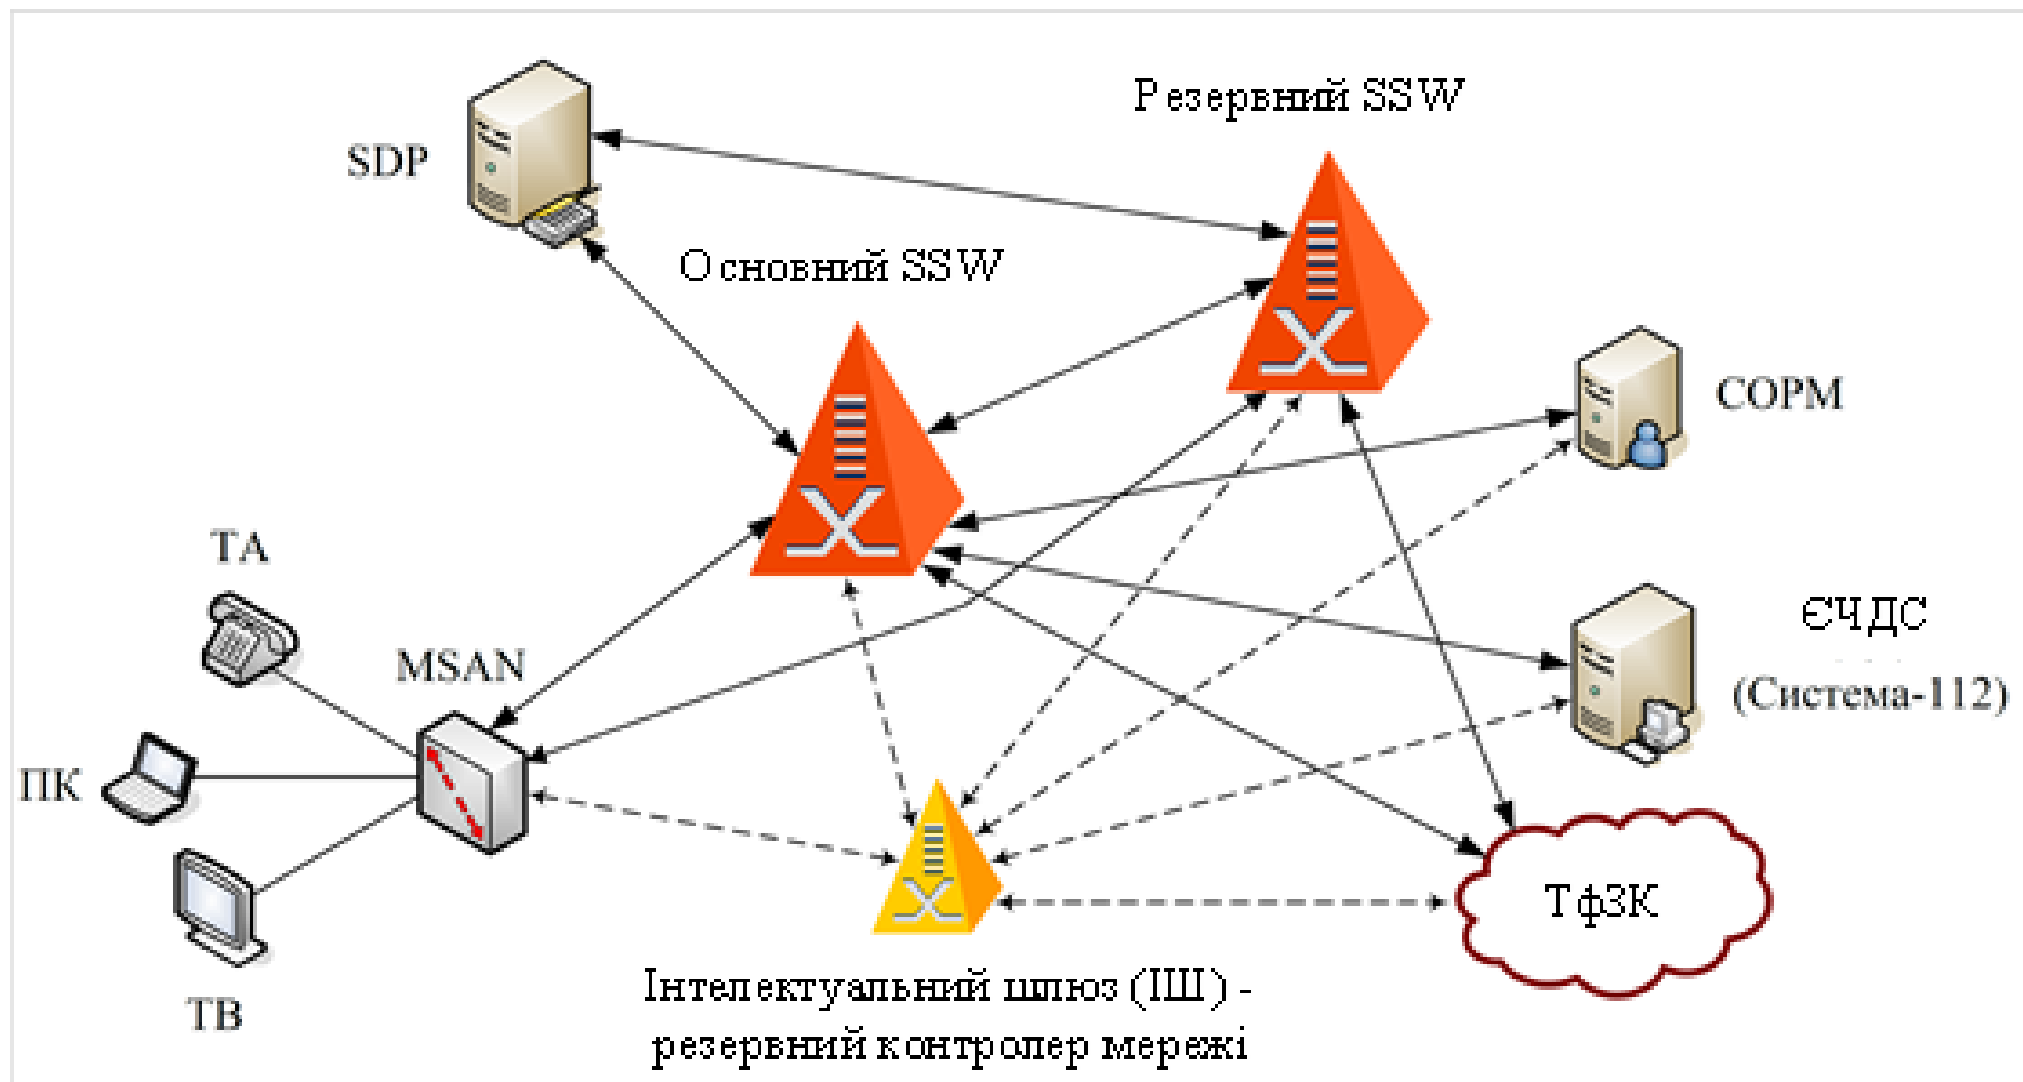 Резервний SSW
SDP
Основний SSW
СОРМ
ТА
ЄЧДС
(Система-112)
MSAN
ПК
ТфЗК
ТВ
Інтелектуальний шлюз (ІШ) -
резервний контролер мережі